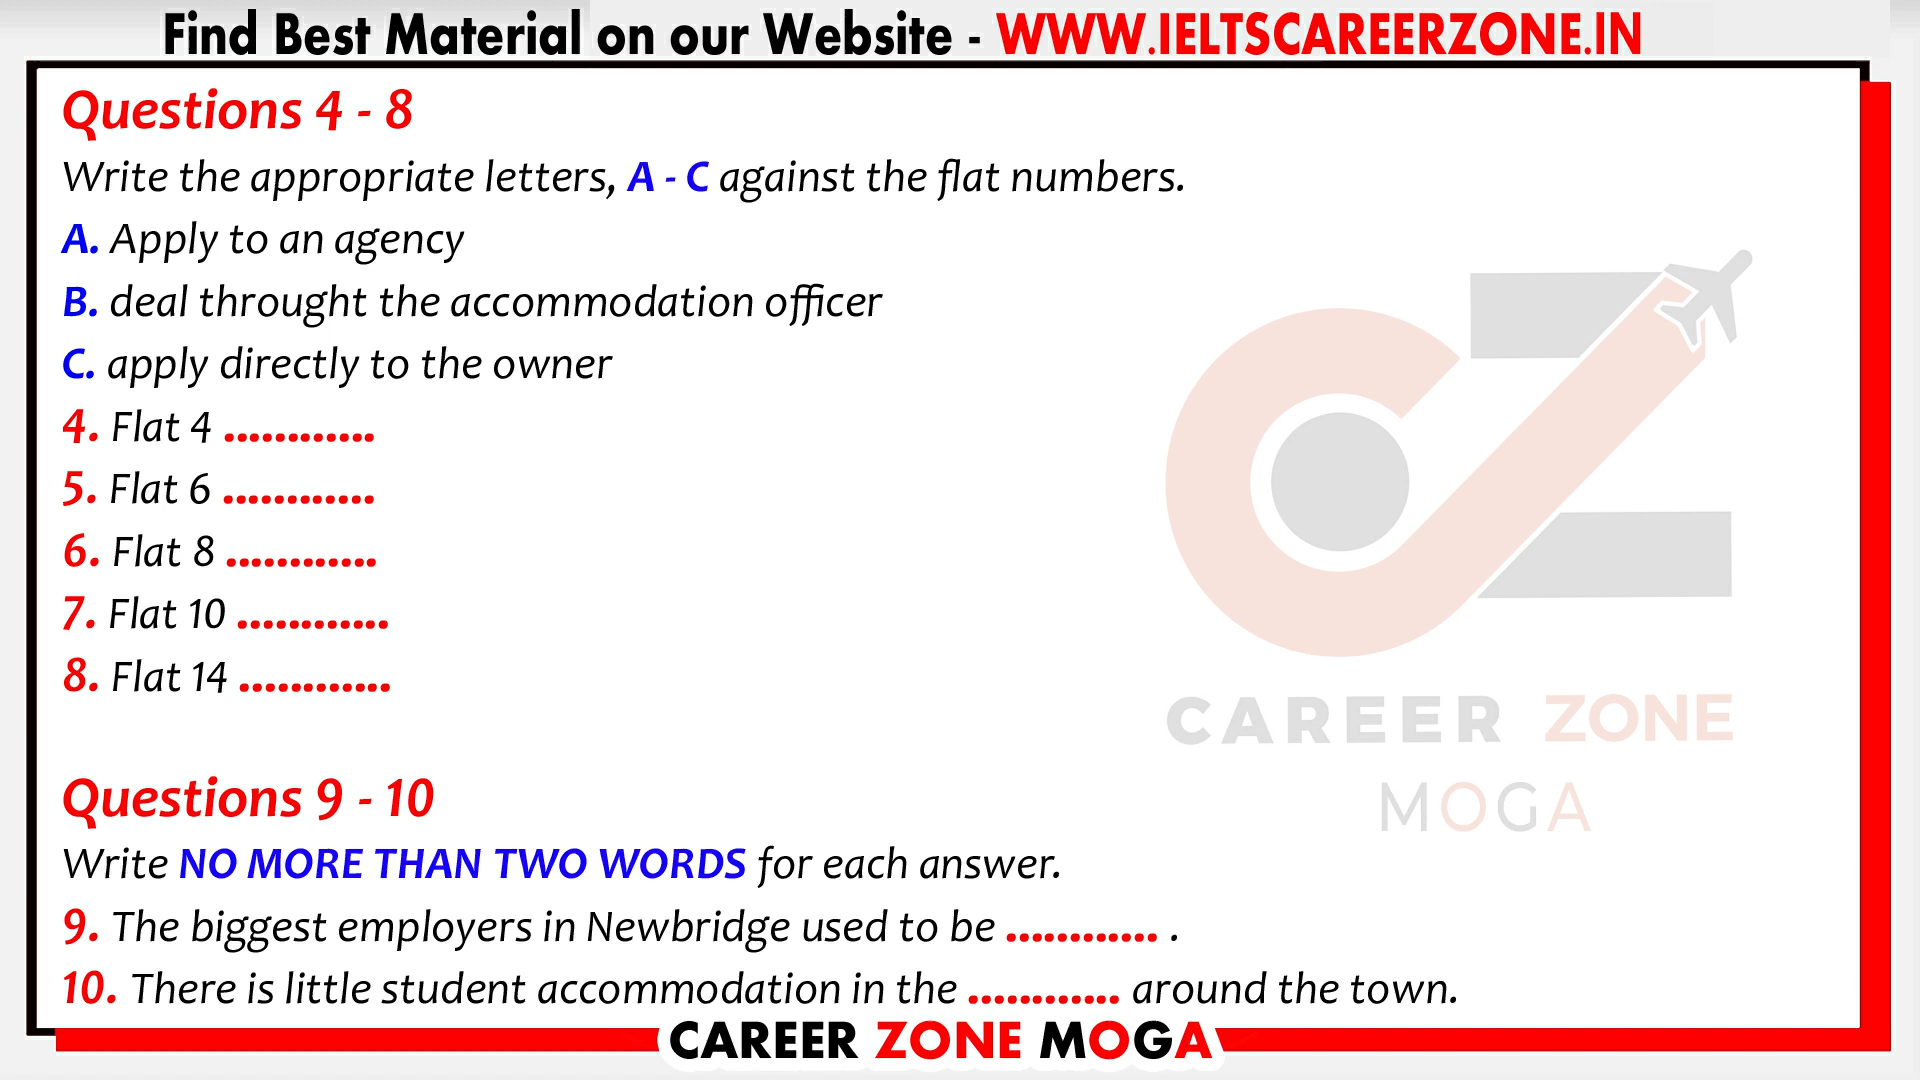 Find Best Material on our Website - WWW.IELTSCAREERZONE.IN
Questions 4 - 8
Write the appropriate letters, A - C against the flat numbers.
A. Apply to an agency
B. deal throught the accommodation officer
C. apply directly to the owner
4. Flat 4 ............
5. Flat 6 ............
6. Flat 8 ............
7. Flat 10 ............
8. Flat 14 ............
CAREER ZONE
MOGA
Questions 9 - 10
Write NO MORE THAN TWO WORDS for each answer.
9. The biggest employers in Newbridge used to be ............ .
10. There is little student accommodation in the ............ around the town.
CAREER ZONE MOGA